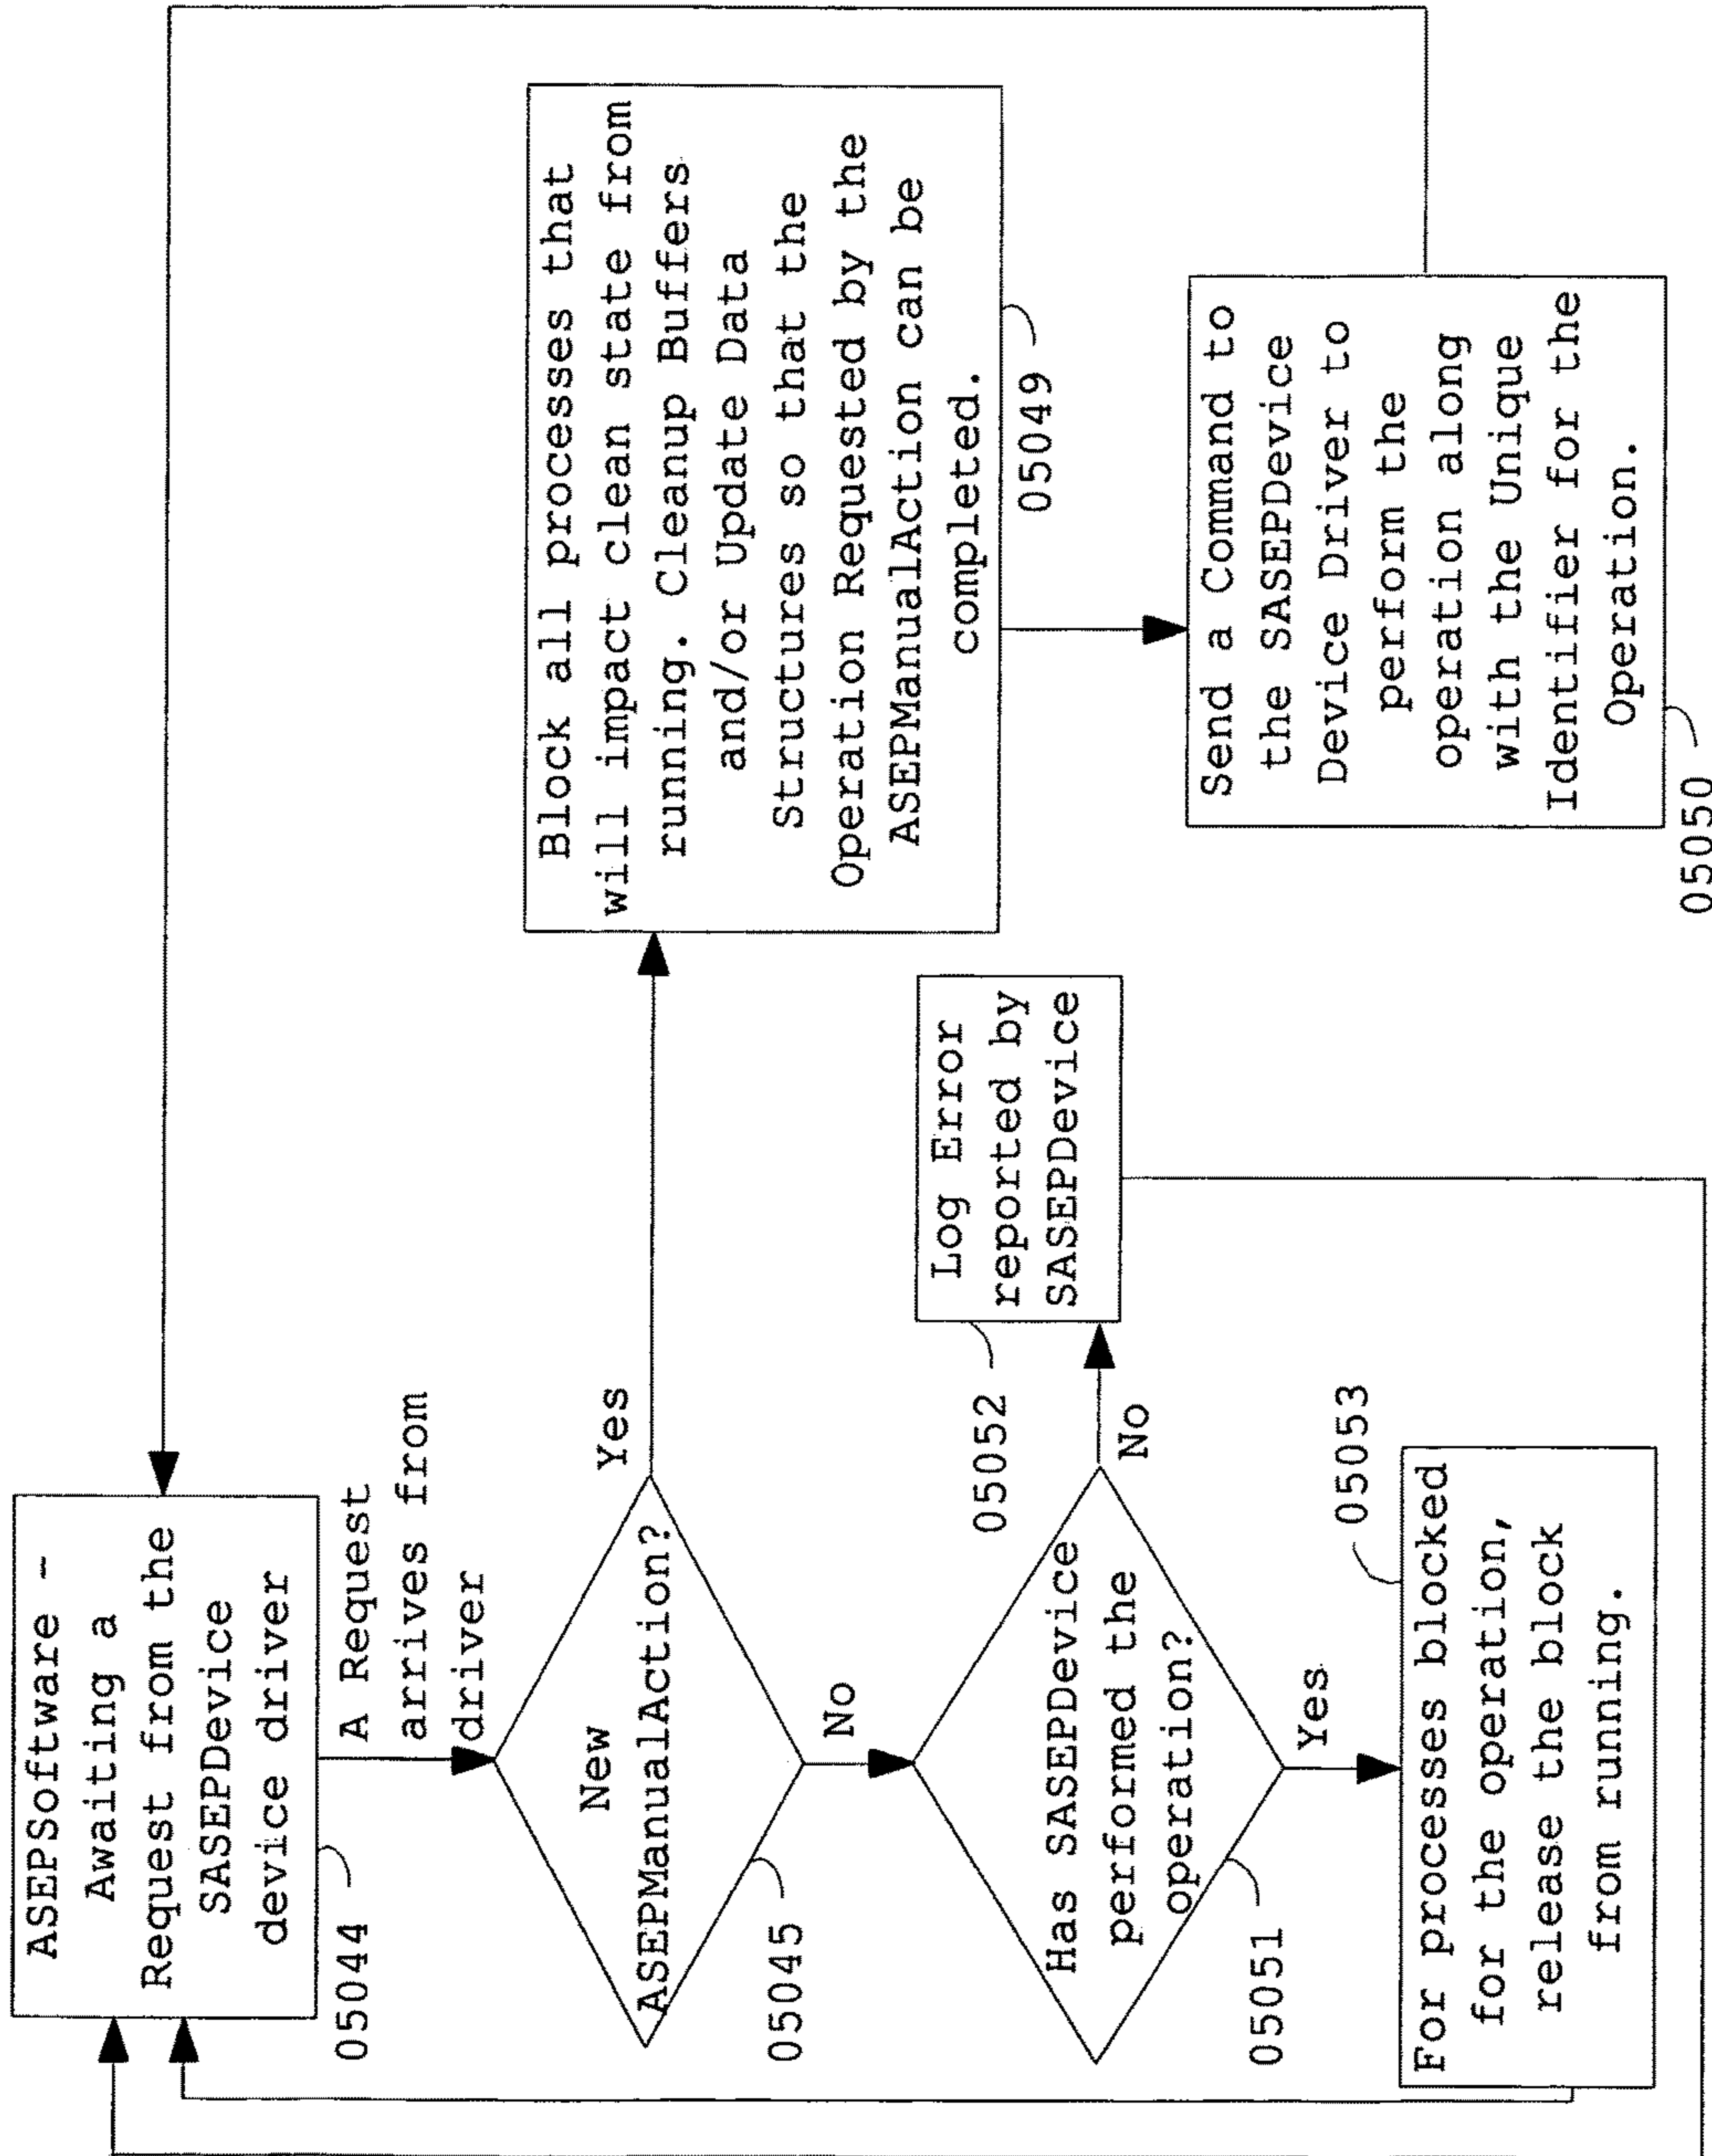 ASEPSoftware -
Awaiting a
Request from the
SASEPDevice
device driver
05044
A Request
arrives from
driver
New
ASEPManualAction?
05045
Yes
No
Block all processes that
will impact clean state from
running. Cleanup Buffers
and/or Update Data
Structures so that the
Operation Requested by the
ASEPManualAction can be
completed.
05049
Send a Command to
the SASEPDevice
Device Driver to
perform the
operation along
with the Unique
Identifier for the
Operation.
05050
Has SASEPDevice
performed the
operation?
05051
No
Yes
Log Error
reported by
SASEPDevice
05052
For processes blocked
for the operation,
release the block
from running.
05053